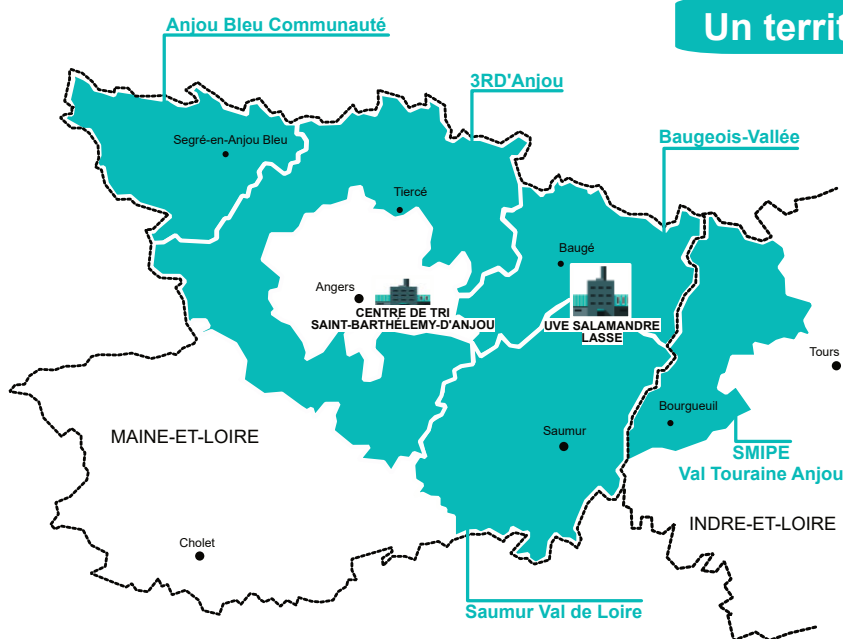 Anjou Bleu Communauté
Un territ
3RD'Anjou
Baugeois-Vallée
Segré-en-Anjou Bleu
Tiercé
Baugé
Angers
CENTRE DE TRI
SAINT-BARTHÉLEMY-D'ANJOU
UVE SALAMANDRE
LASSE
Tours
Bourgueil
MAINE-ET-LOIRE
Saumur
SMIPE
Val Touraine Anjou
INDRE-ET-LOIRE
Cholet
Saumur Val de Loire